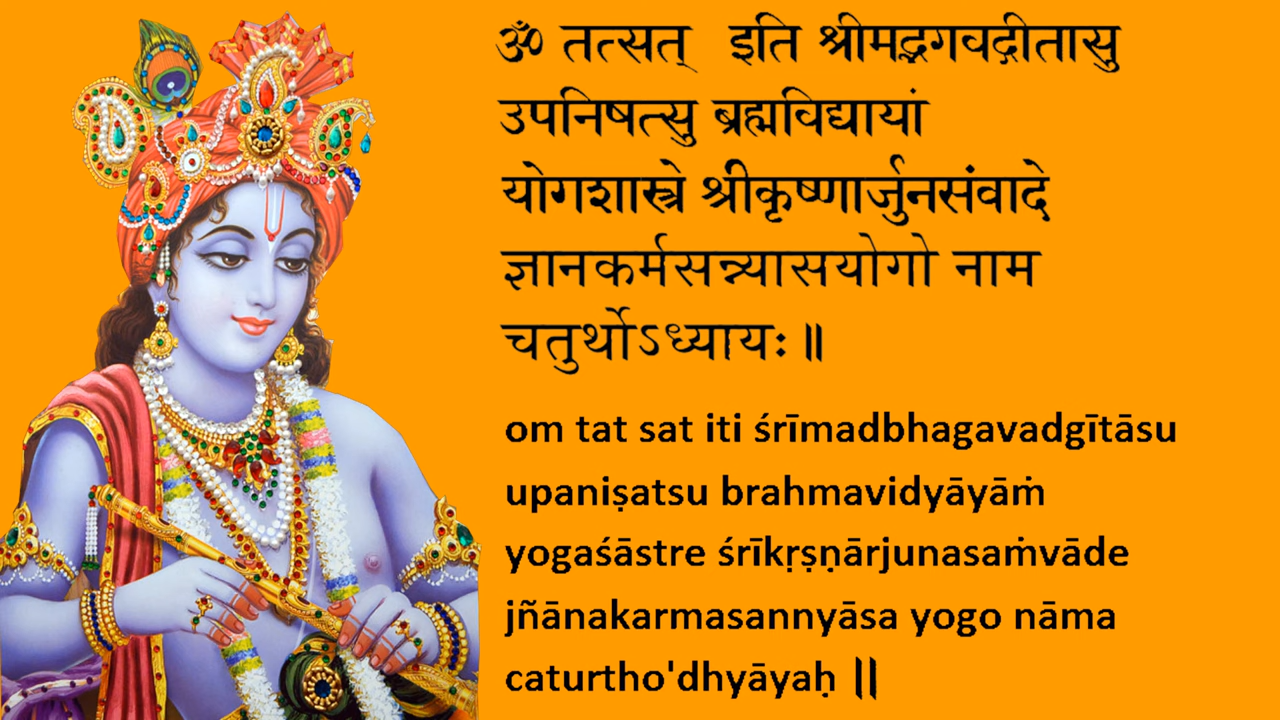 ॐ तत्सत् इति श्रीमद्भगवद्गीतासु
उपनिषत्सु ब्रह्मविद्यायां
योगशास्त्रे श्रीकृष्णार्जुनसंवादे
ज्ञानकर्मसन्न्यासयोगो नाम
चतुर्थोऽध्यायः ॥
om tat sat iti śrīmadbhagavadgītāsu
upaniṣatsu brahmavidyāyāṁ
yogaśāstre śrīkṛṣṇārjunasaṁvāde
jñānakarmasannyāsa yogo nāma
caturtho'dhyāyaḥ ||